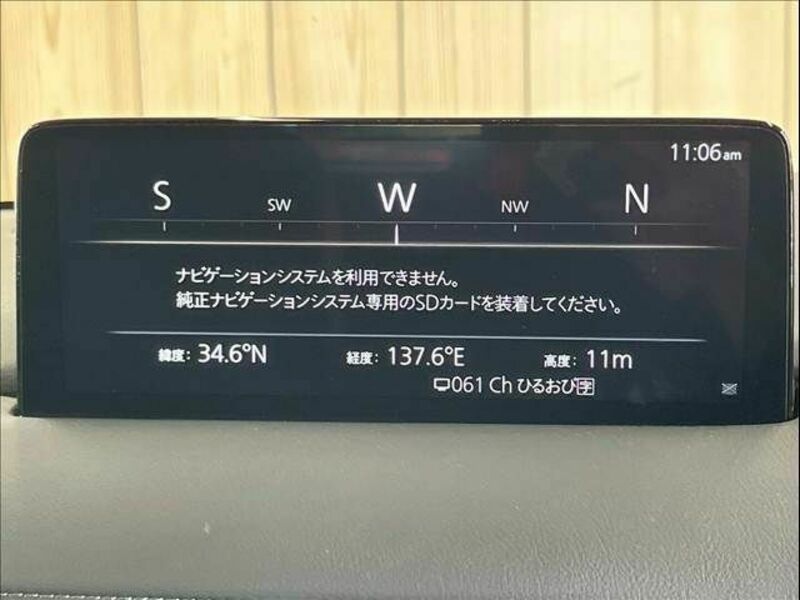 11:06am
S SW W NW N
ナビゲーションシステムを利用できません。
純正ナビゲーションシステム専用のSDカードを装着してください。
緯度: 34.6°N 経度: 137.6°E 高度: 11m
061 Ch ひるおび🈑